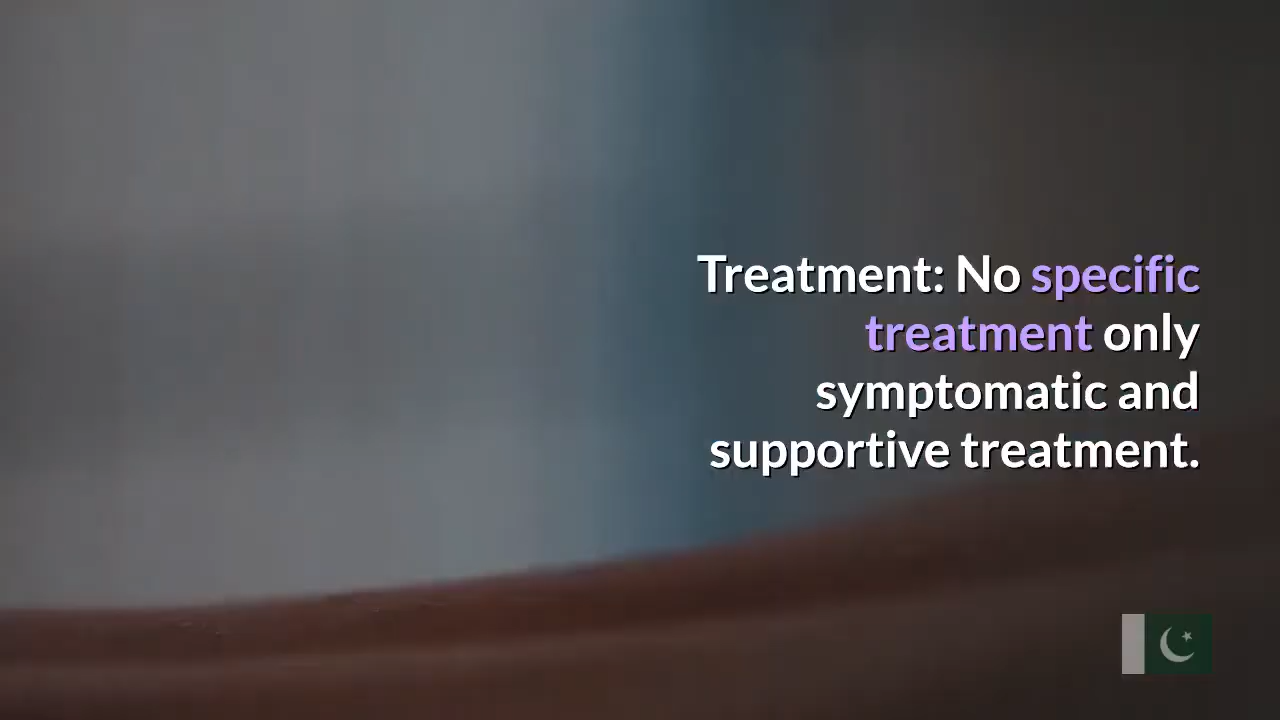 Treatment: No specific
treatment only
symptomatic and
supportive treatment.